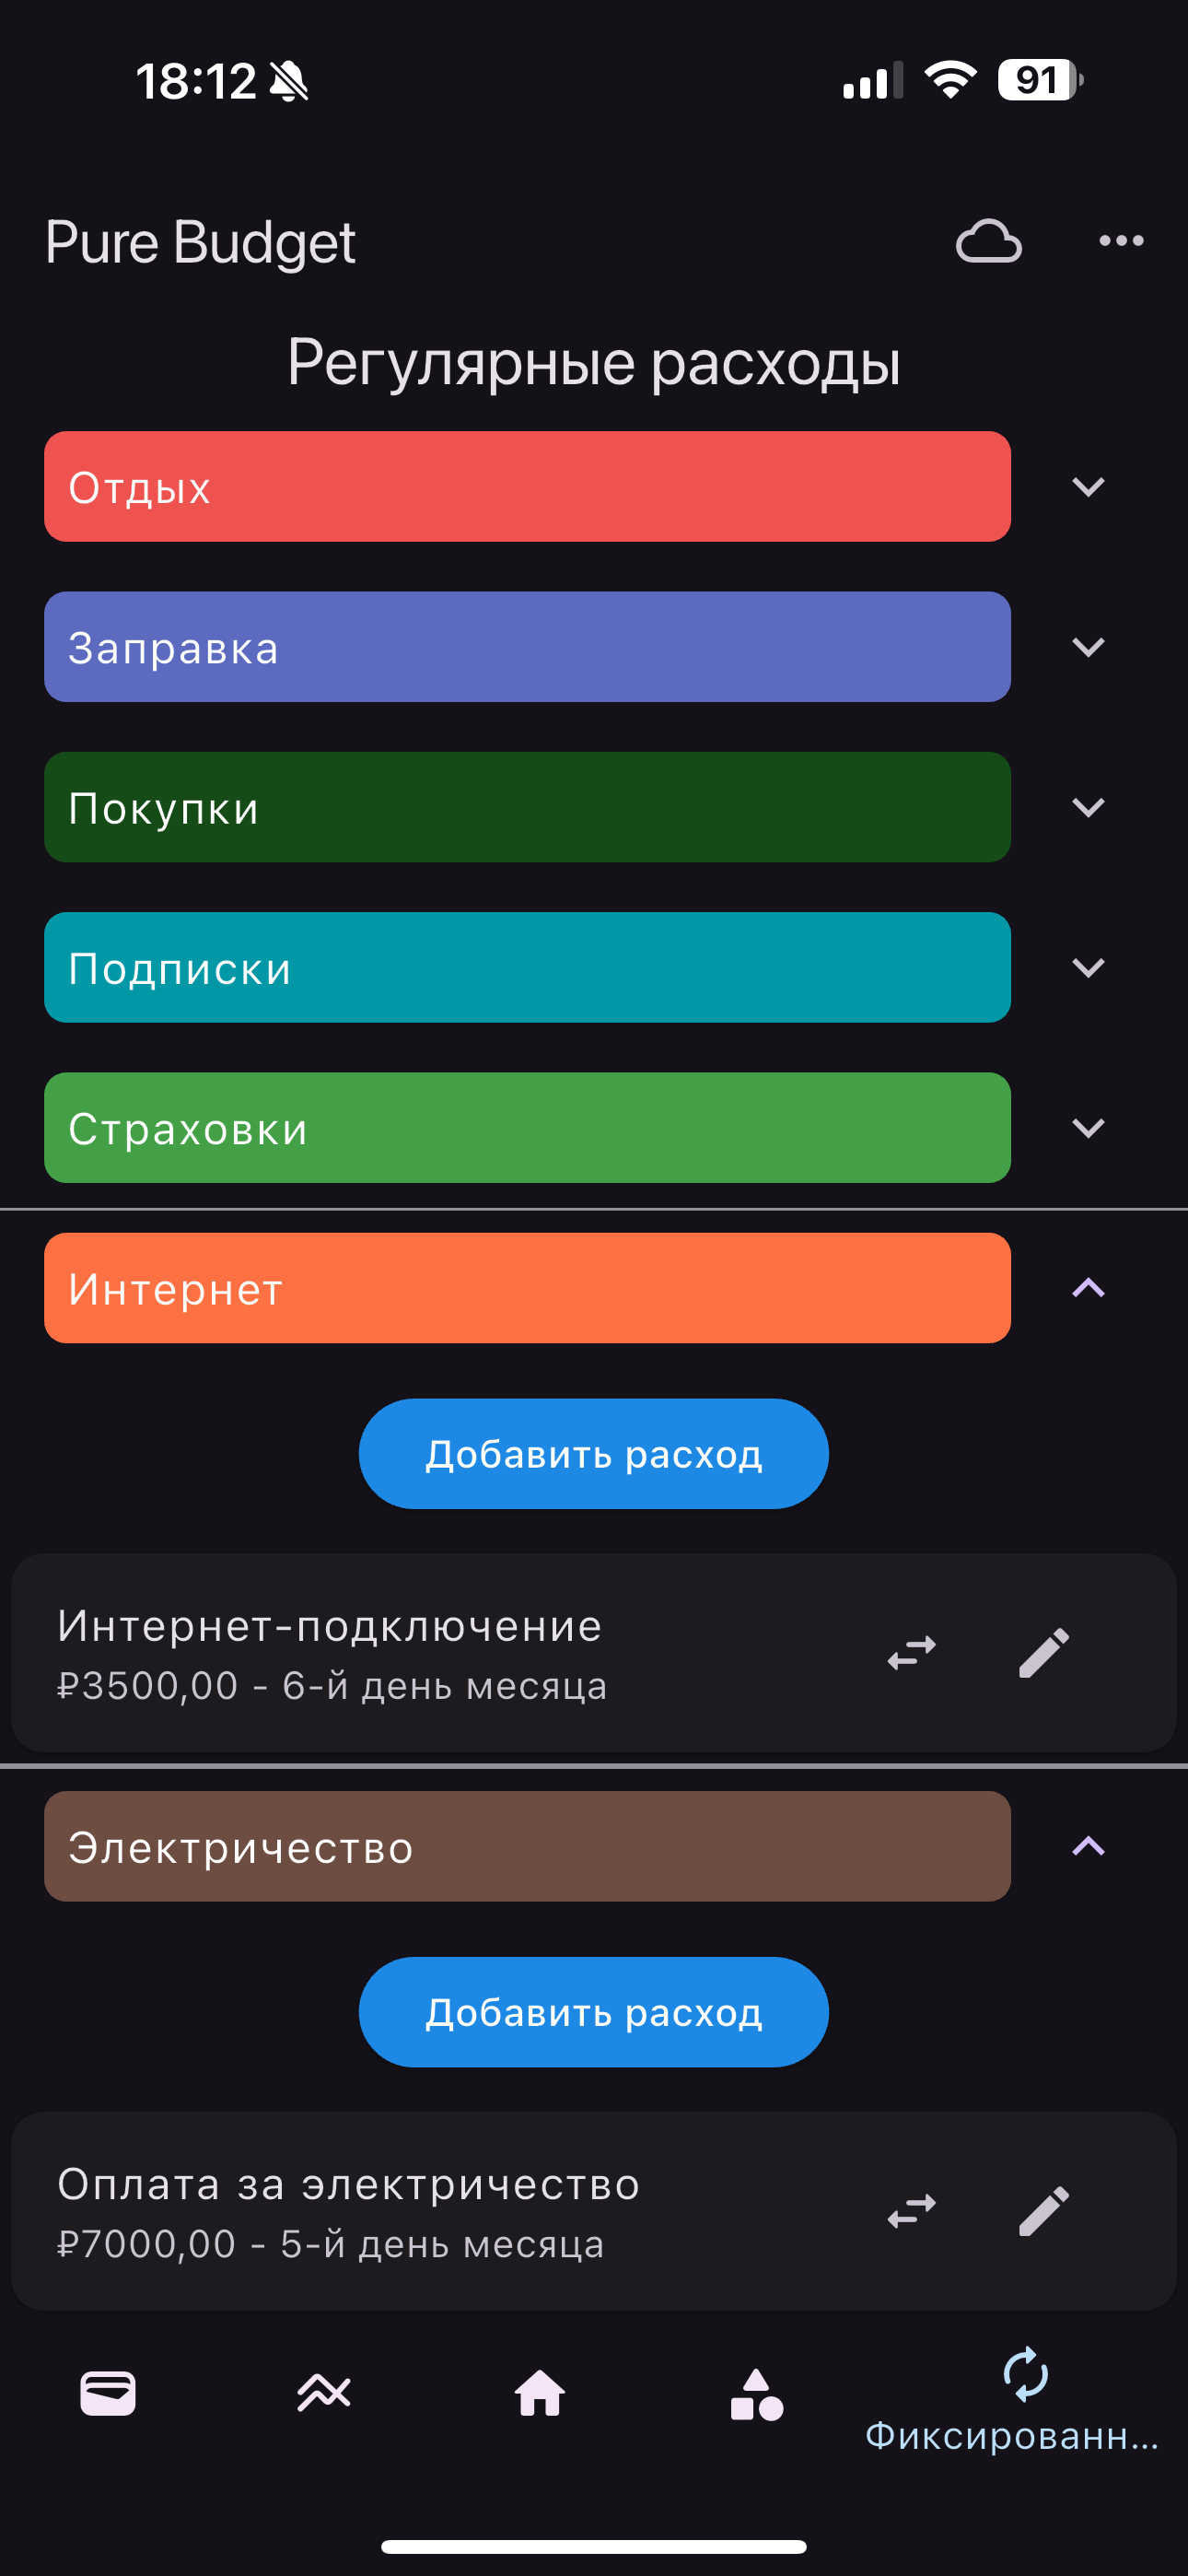 18:12
91
Pure Budget
Регулярные расходы
Отдых
Заправка
Покупки
Подписки
Страховки
Интернет
Добавить расход
Интернет-подключение
₽3500,00 - 6-й день месяца
Электричество
Добавить расход
Оплата за электричество
₽7000,00 - 5-й день месяца
Фиксированн...